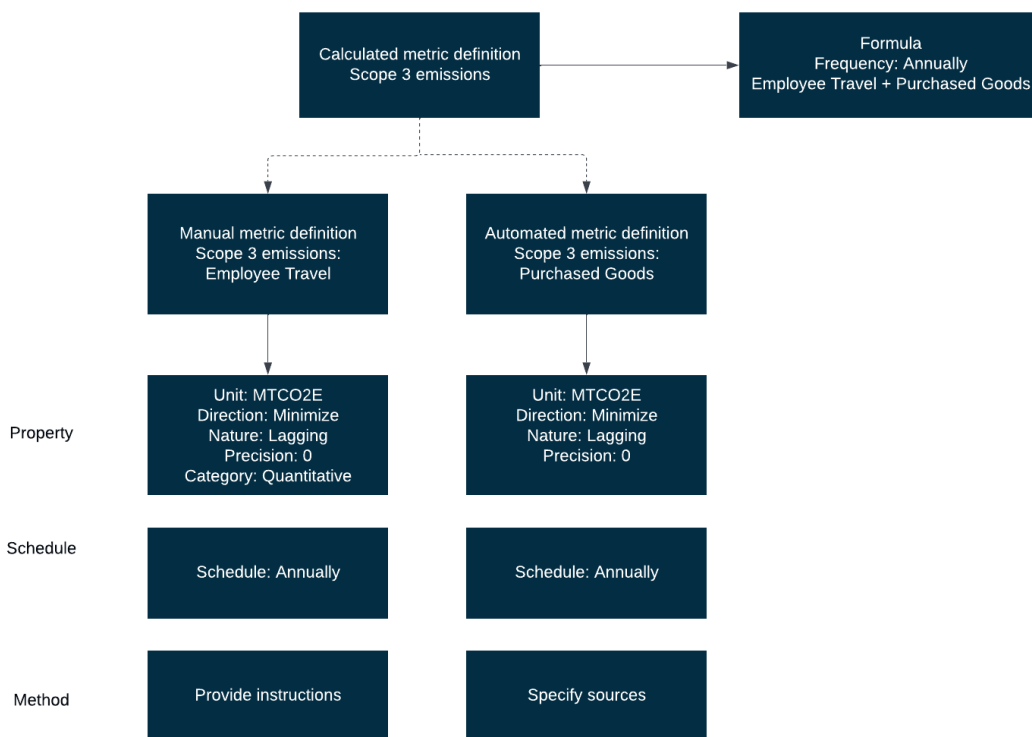 Calculated metric definition
Scope 3 emissions
Formula
Frequency: Annually
Employee Travel + Purchased Goods
Manual metric definition
Scope 3 emissions:
Employee Travel
Automated metric definition
Scope 3 emissions:
Purchased Goods
Property
Unit: MTCO2E
Direction: Minimize
Nature: Lagging
Precision: 0
Category: Quantitative
Unit: MTCO2E
Direction: Minimize
Nature: Lagging
Precision: 0
Schedule
Schedule: Annually
Schedule: Annually
Method
Provide instructions
Specify sources